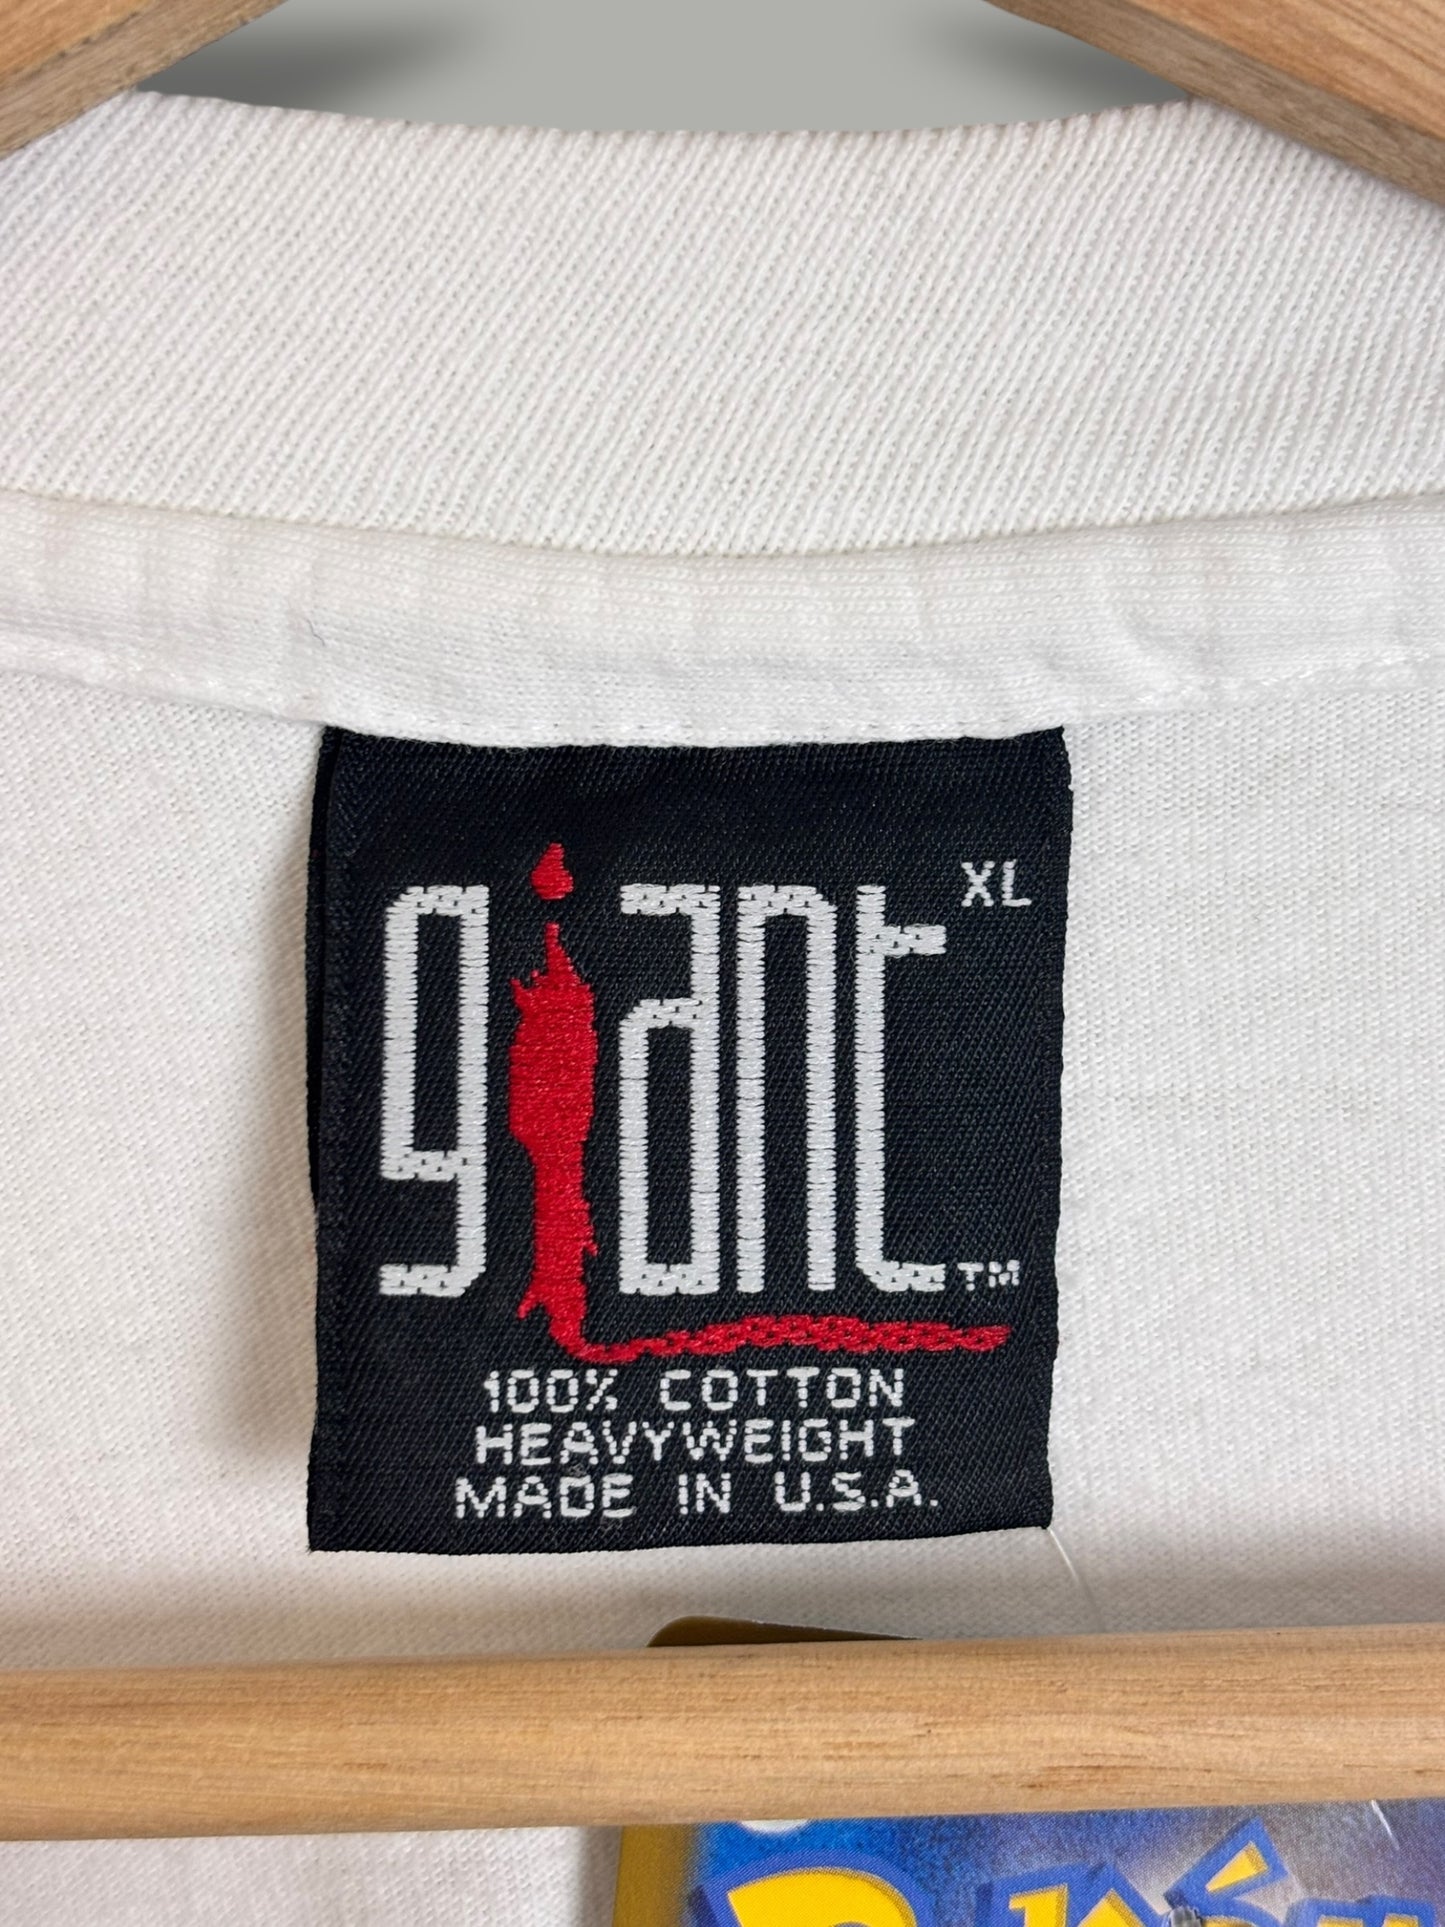 giant XL
TM
100% COTTON
HEAVYWEIGHT
MADE IN U.S.A.